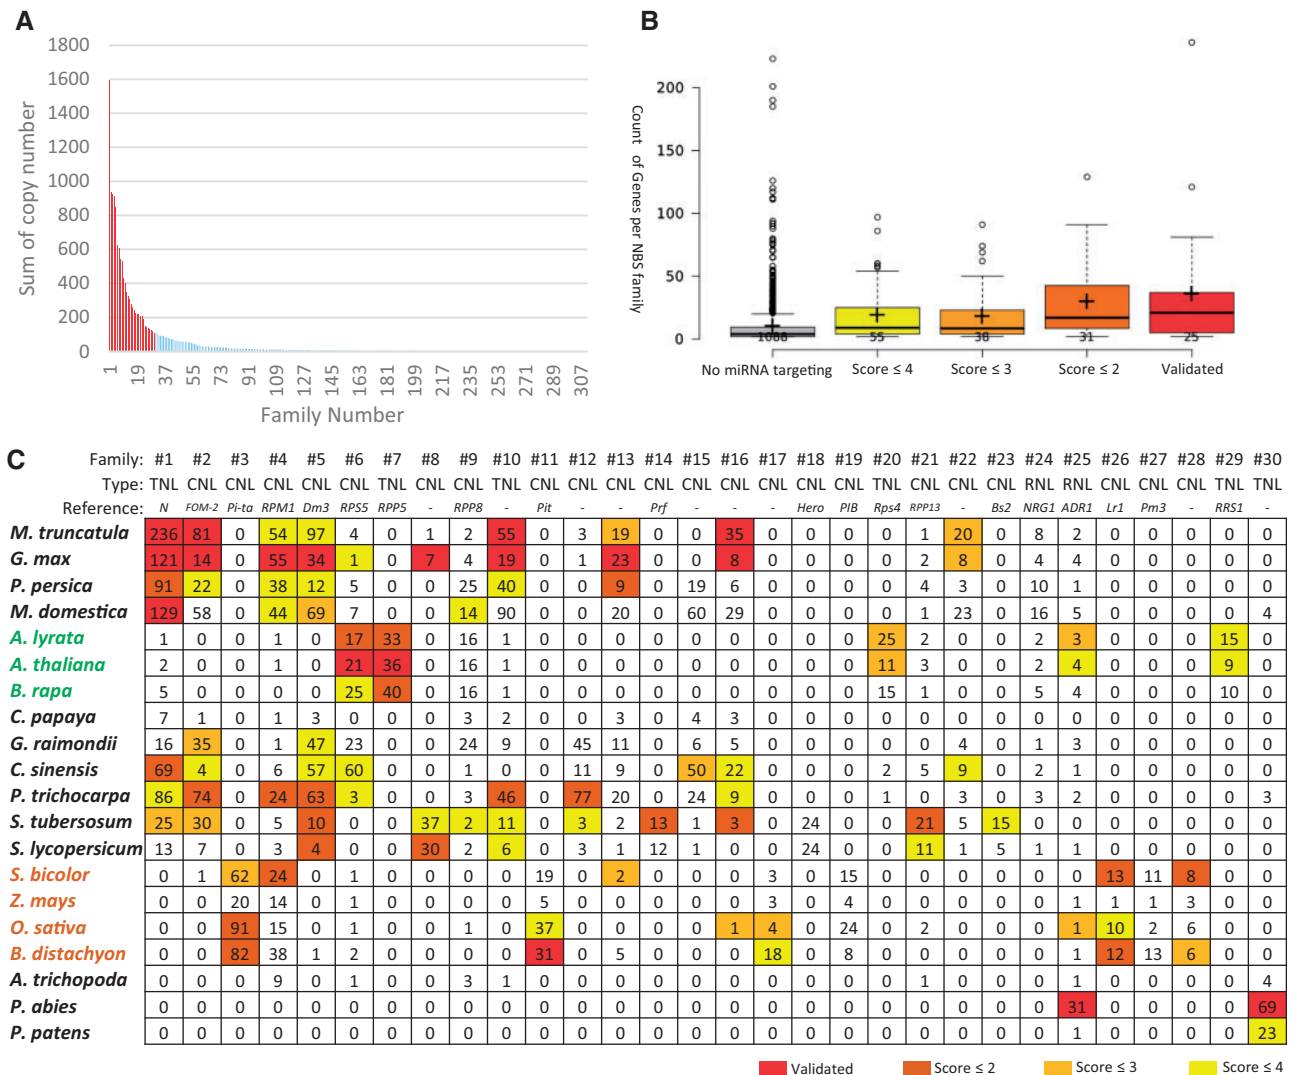 A
1800
1600
1400
1200
1000
800
600
400
200
0
Sum of copy number
1 19 37 55 73 91 109 127 145 163 181 199 217 235 253 271 289 307
Family Number
B
200
150
100
50
0
Count of Genes per NBS family
1088 55 38 31 25
No miRNA targeting Score ≤ 4 Score ≤ 3 Score ≤ 2 Validated
C
Family: #1 #2 #3 #4 #5 #6 #7 #8 #9 #10 #11 #12 #13 #14 #15 #16 #17 #18 #19 #20 #21 #22 #23 #24 #25 #26 #27 #28 #29 #30
Type: TNL CNL CNL CNL CNL CNL TNL CNL CNL TNL CNL CNL CNL CNL CNL CNL CNL CNL CNL TNL CNL CNL CNL RNL RNL CNL CNL CNL TNL TNL
Reference: N FOM-2 Pi-ta RPM1 Dm3 RPS5 RPP5 - RPP8 - Pit - - Prf - - - Hero PIB Rps4 RPP13 - Bs2 NRG1 ADR1 Lr1 Pm3 - RRS1 -
M. truncatula 236 81 0 54 97 4 0 1 2 55 0 3 19 0 0 35 0 0 0 0 1 20 0 8 2 0 0 0 0 0
G. max 121 14 0 55 34 1 0 7 4 19 0 1 23 0 0 8 0 0 0 0 2 8 0 4 4 0 0 0 0 0
P. persica 91 22 0 38 12 5 0 0 25 40 0 0 9 0 19 6 0 0 0 0 4 3 0 10 1 0 0 0 0 0
M. domestica 129 58 0 44 69 7 0 0 14 90 0 0 20 0 60 29 0 0 0 0 1 23 0 16 5 0 0 0 0 4
A. lyrata 1 0 0 1 0 17 33 0 16 1 0 0 0 0 0 0 0 0 0 25 2 0 0 2 3 0 0 0 15 0
A. thaliana 2 0 0 1 0 21 36 0 16 1 0 0 0 0 0 0 0 0 0 11 3 0 0 2 4 0 0 0 9 0
B. rapa 5 0 0 0 0 25 40 0 16 1 0 0 0 0 0 0 0 0 0 15 1 0 0 5 4 0 0 0 10 0
C. papaya 7 1 0 1 3 0 0 0 3 2 0 0 3 0 4 3 0 0 0 0 0 0 0 0 0 0 0 0 0 0
G. raimondii 16 35 0 1 47 23 0 0 24 9 0 45 11 0 6 5 0 0 0 0 0 4 0 1 3 0 0 0 0 0
C. sinensis 69 4 0 6 57 60 0 0 1 0 0 11 9 0 50 22 0 0 0 2 5 9 0 2 1 0 0 0 0 0
P. trichocarpa 86 74 0 24 63 3 0 0 3 46 0 77 20 0 24 9 0 0 0 1 0 3 0 3 2 0 0 0 0 3
S. tubersosum 25 30 0 5 10 0 0 37 2 11 0 3 2 13 1 3 0 24 0 0 21 5 15 0 0 0 0 0 0 0
S. lycopersicum 13 7 0 3 4 0 0 30 2 6 0 3 1 12 1 0 0 24 0 0 11 1 5 1 1 0 0 0 0 0
S. bicolor 0 1 62 24 0 1 0 0 0 0 19 0 2 0 0 0 3 0 15 0 0 0 0 0 0 13 11 8 0 0
Z. mays 0 0 20 14 0 1 0 0 0 0 5 0 0 0 0 0 3 0 4 0 0 0 0 0 1 1 1 3 0 0
O. sativa 0 0 91 15 0 1 0 0 0 0 37 0 0 0 0 1 4 0 24 0 0 0 0 0 1 10 2 6 0 0
B. distachyon 0 0 82 38 1 2 0 0 0 0 31 0 5 0 0 0 18 0 8 0 0 0 0 0 1 12 13 6 0 0
A. trichopoda 0 0 0 9 0 1 0 0 3 1 0 0 0 0 0 0 0 0 0 0 1 0 0 0 1 0 0 0 0 4
P. abies 0 0 0 0 0 0 0 0 0 0 0 0 0 0 0 0 0 0 0 0 0 0 0 0 31 0 0 0 0 69
P. patens 0 0 0 0 0 0 0 0 0 0 0 0 0 0 0 0 0 0 0 0 0 0 0 0 1 0 0 0 0 23
Validated Score ≤ 2 Score ≤ 3 Score ≤ 4